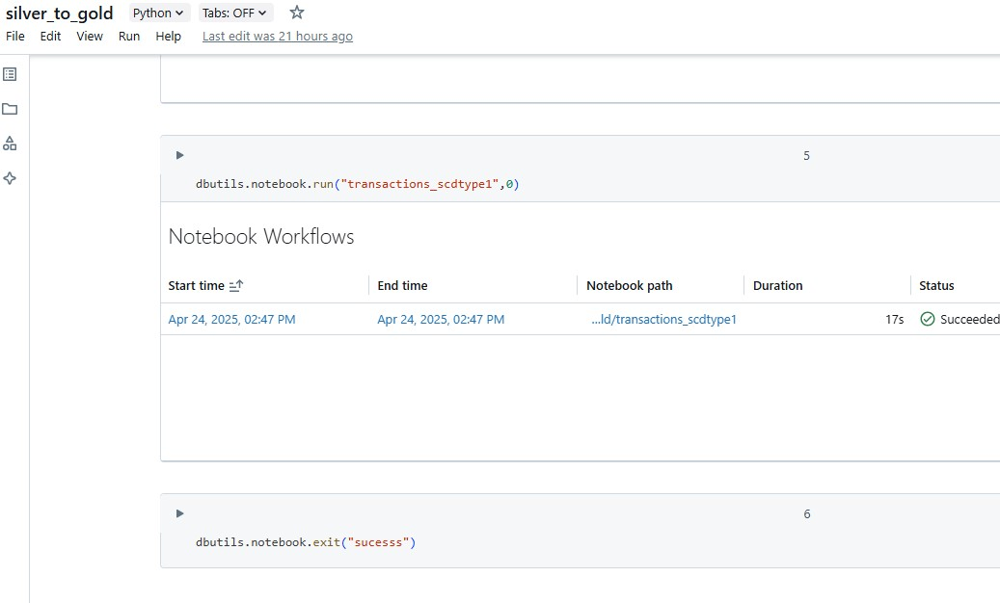 silver_to_gold Python Tabs: OFF
File Edit View Run Help Last edit was 21 hours ago
5
dbutils.notebook.run("transactions_scdtype1",0)
Notebook Workflows
Start time End time Notebook path Duration Status
Apr 24, 2025, 02:47 PM Apr 24, 2025, 02:47 PM ...ld/transactions_scdtype1 17s Succeeded
6
dbutils.notebook.exit("sucesss")